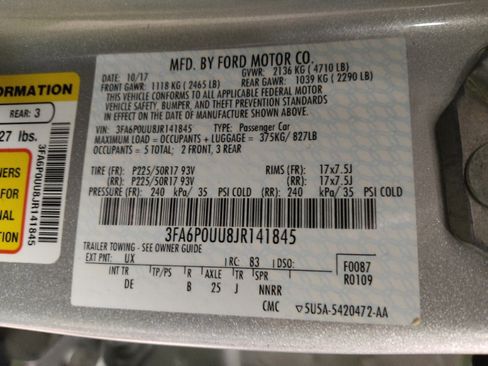 MFD. BY FORD MOTOR CO.
DATE: 10/17 GVWR: 2136 KG ( 4710 LB)
FRONT GAWR: 1118 KG ( 2465 LB) REAR GAWR: 1039 KG ( 2290 LB)
THIS VEHICLE CONFORMS TO ALL APPLICABLE FEDERAL MOTOR
VEHICLE SAFETY, BUMPER, AND THEFT PREVENTION STANDARDS
IN EFFECT ON THE DATE OF MANUFACTURE SHOWN ABOVE.
VIN: 3FA6P0UU8JR141845 TYPE: Passenger Car
MAXIMUM LOAD = OCCUPANTS + LUGGAGE = 375KG/ 827LB
OCCUPANTS = 5 TOTAL; 2 FRONT, 3 REAR
TIRE (FR): P225/50R17 93V RIMS (FR): 17x7.5J
(RR): P225/50R17 93V (RR): 17x7.5J
PRESSURE(FR): 240 kPa/ 35 PSI COLD (RR): 240 kPa/ 35 PSI COLD
3FA6P0UU8JR141845
TRAILER TOWING - SEE OWNER GUIDE
EXT PNT: UX RC: 83 DSO: F0087
R0109
INT TR TP/PS R AXLE TR SPR
DE B 25 J NNRR
CMC ▽5U5A-5420472-AA
FORMATION
REAR: 3
27 lbs.
OWNER'S
FOR
NAL
TION
3FA6P0UU8JR141845